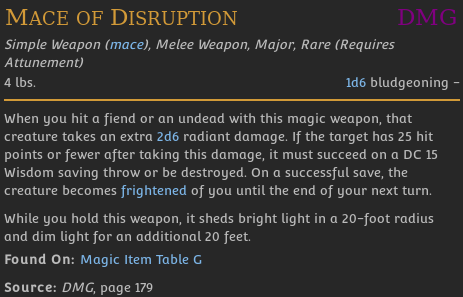 Mace of Disruption DMG
Simple Weapon (mace), Melee Weapon, Major, Rare (Requires
Attunement)
4 lbs. 1d6 bludgeoning -
When you hit a fiend or an undead with this magic weapon, that
creature takes an extra 2d6 radiant damage. If the target has 25 hit
points or fewer after taking this damage, it must succeed on a DC 15
Wisdom saving throw or be destroyed. On a successful save, the
creature becomes frightened of you until the end of your next turn.
While you hold this weapon, it sheds bright light in a 20-foot radius
and dim light for an additional 20 feet.
Found On: Magic Item Table G
Source: DMG, page 179